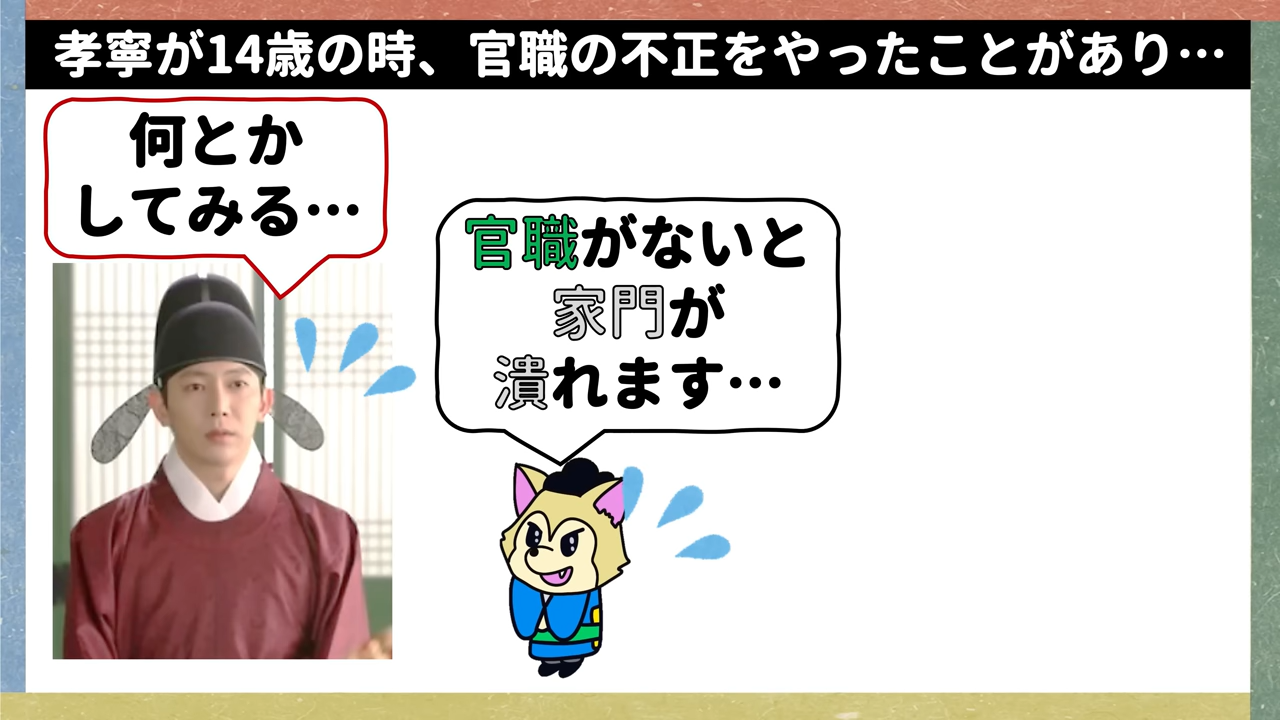 孝寧が14歳の時、官職の不正をやったことがあり…
何とか
してみる…
官職がないと
家門が
潰れます…